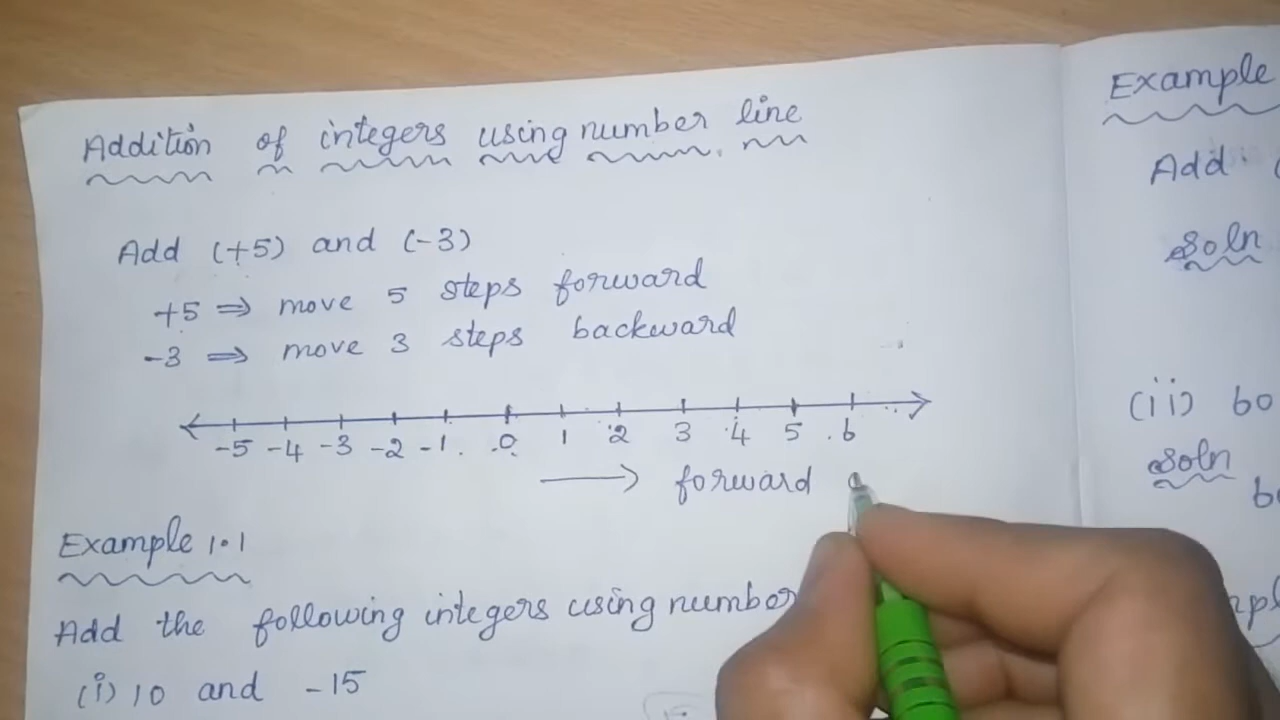 Addition of integers using number line
Add (+5) and (-3)
+5 ⇒ move 5 steps forward
-3 ⇒ move 3 steps backward
-5 -4 -3 -2 -1 0 1 2 3 4 5 6
→ forward
Example 1.1
Add the following integers using number
(i) 10 and -15
Example
Add
Soln
(ii) 60
Soln